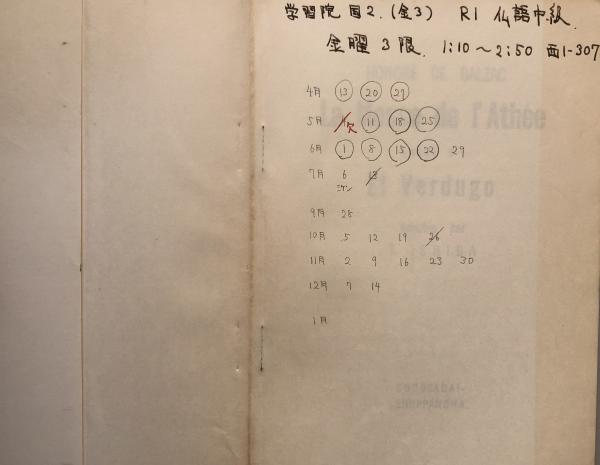 学習院 国2.(金3) R1 仏語中級.
金曜 3限. 1:10~2:50 西1-307
HONORÉ DE BALZAC
4月 13 20 27
5月 欠 11 18 25
La Messe de l'Athée
6月 1 8 15 22 29
7月 6 13
El Verdugo
9月 28
10月 5 12 19 26
11月 2 9 16 23 30
12月 7 14
1月